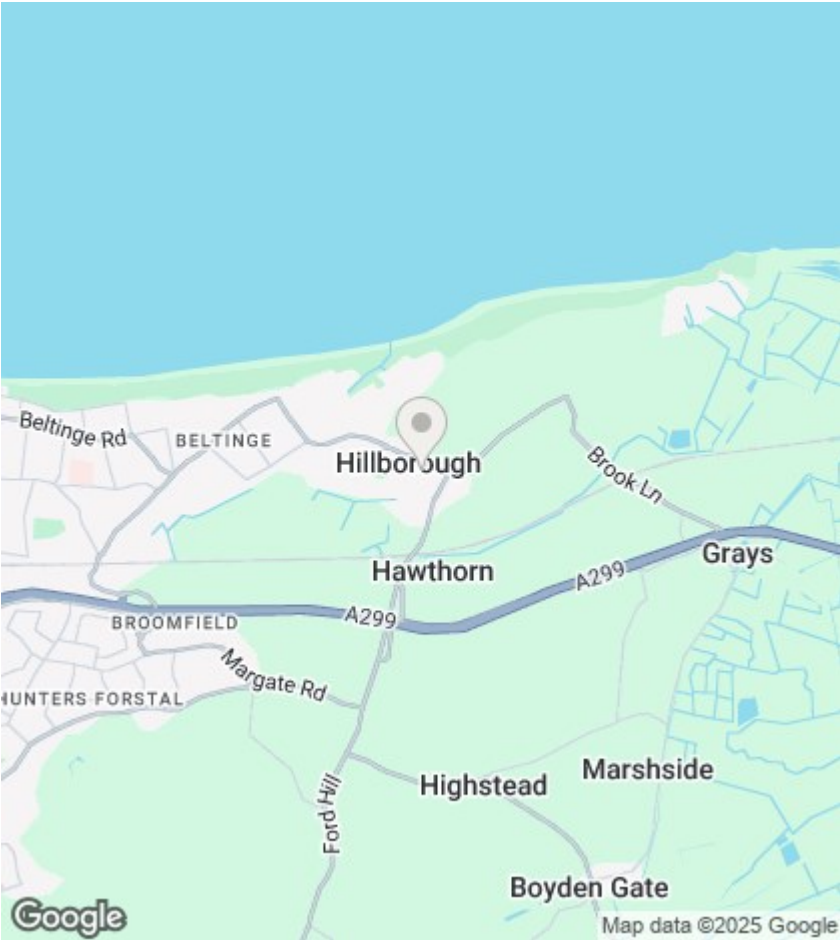 Beltinge Rd
BELTINGE
Hillborough
Brook Ln
Grays
Hawthorn
A299
A299
BROOMFIELD
Margate Rd
HUNTERS FORSTAL
Marshside
Highstead
Ford Hill
Boyden Gate
Google
Map data ©2025 Google